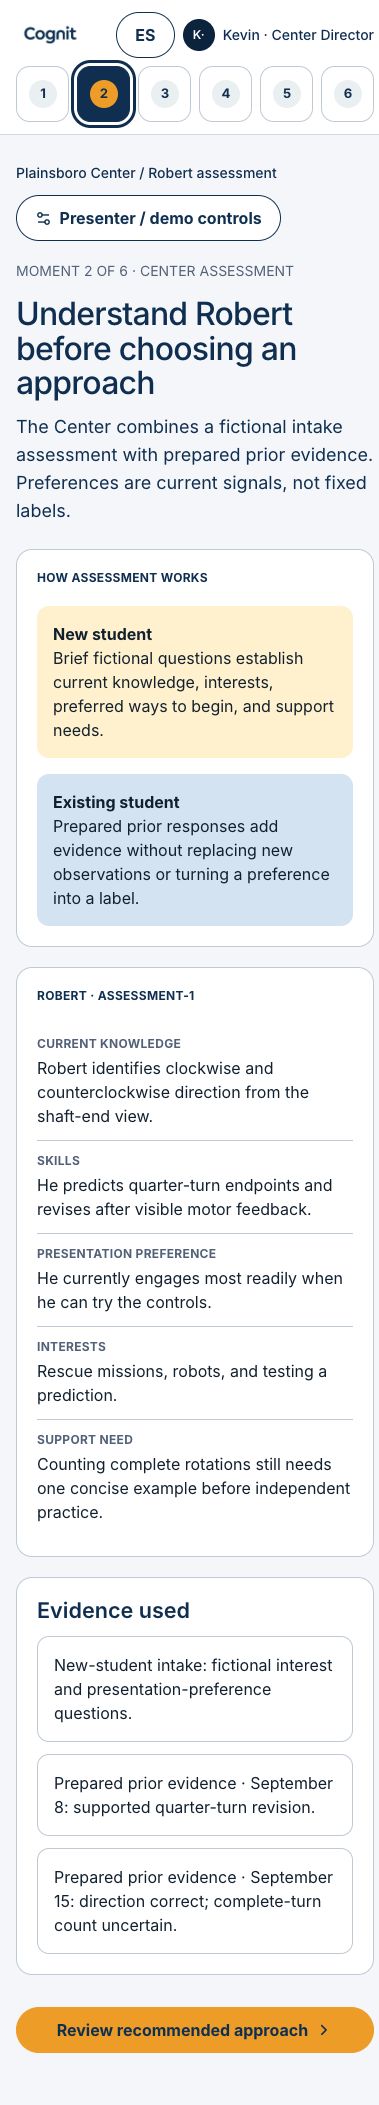 Cognit
ES
K·
Kevin · Center Director
1
2
3
4
5
6
Plainsboro Center / Robert assessment
Presenter / demo controls
MOMENT 2 OF 6 · CENTER ASSESSMENT
Understand Robert
before choosing an
approach
The Center combines a fictional intake
assessment with prepared prior evidence.
Preferences are current signals, not fixed
labels.
HOW ASSESSMENT WORKS
New student
Brief fictional questions establish
current knowledge, interests,
preferred ways to begin, and support
needs.
Existing student
Prepared prior responses add
evidence without replacing new
observations or turning a preference
into a label.
ROBERT · ASSESSMENT-1
CURRENT KNOWLEDGE
Robert identifies clockwise and
counterclockwise direction from the
shaft-end view.
SKILLS
He predicts quarter-turn endpoints and
revises after visible motor feedback.
PRESENTATION PREFERENCE
He currently engages most readily when
he can try the controls.
INTERESTS
Rescue missions, robots, and testing a
prediction.
SUPPORT NEED
Counting complete rotations still needs
one concise example before independent
practice.
Evidence used
New-student intake: fictional interest
and presentation-preference
questions.
Prepared prior evidence · September
8: supported quarter-turn revision.
Prepared prior evidence · September
15: direction correct; complete-turn
count uncertain.
Review recommended approach